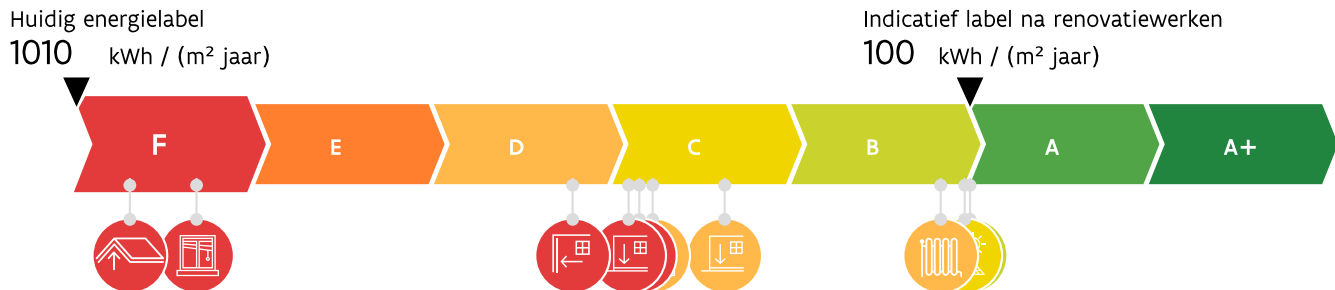 Huidig energielabel
1010 kWh / (m² jaar)
Indicatief label na renovatiewerken
100 kWh / (m² jaar)
F E D C B A A+